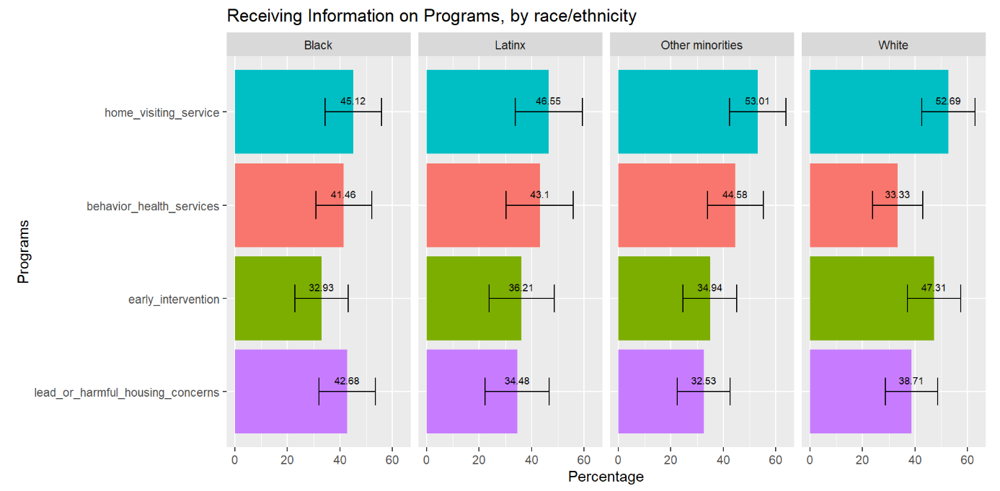 Receiving Information on Programs, by race/ethnicity
Black Latinx Other minorities White
home_visiting_service 45.12 46.55 53.01 52.69
behavior_health_services 41.46 43.1 44.58 33.33
early_intervention 32.93 36.21 34.94 47.31
lead_or_harmful_housing_concerns 42.68 34.48 32.53 38.71
Programs
0 20 40 60 0 20 40 60 0 20 40 60 0 20 40 60
Percentage